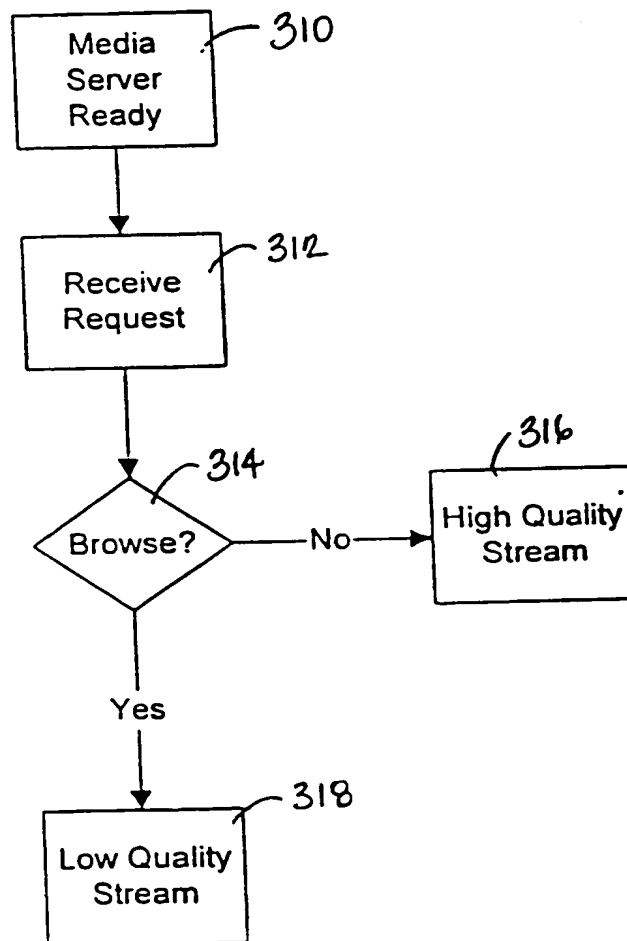 Media
Server
Ready
310
Receive
Request
312
Browse?
314
No
High Quality
Stream
316
Yes
Low Quality
Stream
318